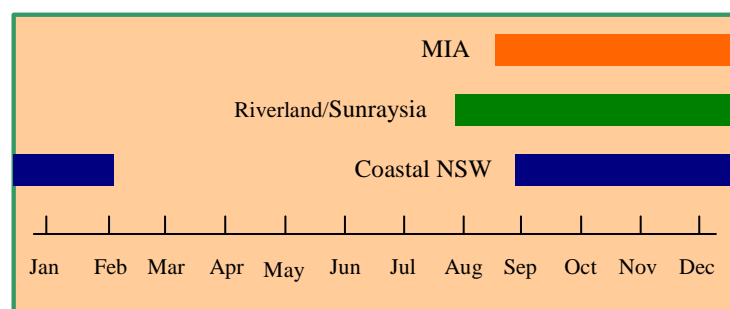 MIA
Riverland/Sunraysia
Coastal NSW
Jan Feb Mar Apr May Jun Jul Aug Sep Oct Nov Dec